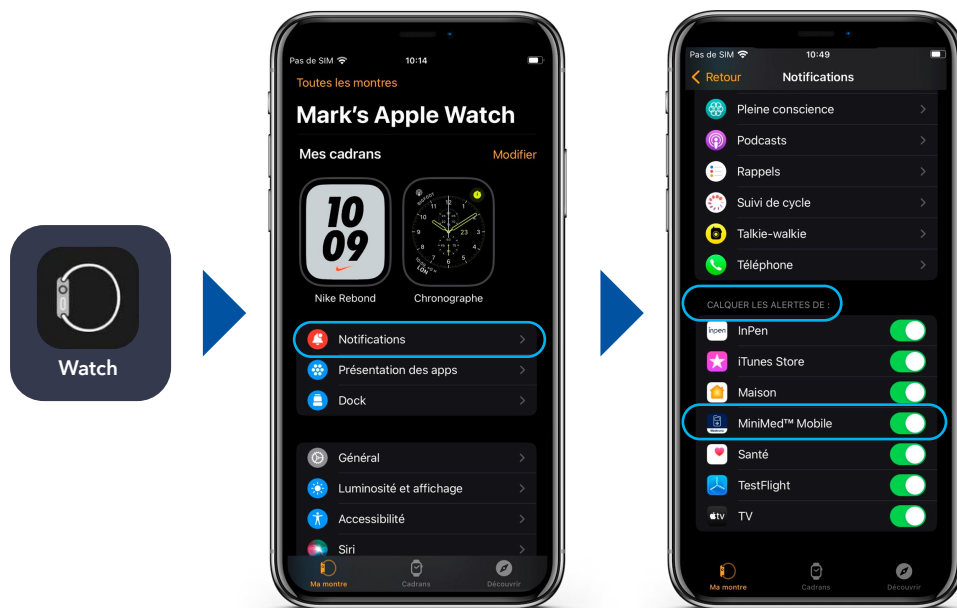 Watch
Pas de SIM 10:14
Toutes les montres
Mark's Apple Watch
Mes cadrans Modifier
10
09
Nike Rebond
BIGFOOT
Chronographe
Notifications
Présentation des apps
Dock
Général
Luminosité et affichage
Accessibilité
Siri
Ma montre Cadrans Découvrir
Pas de SIM 10:49
Retour Notifications
Pleine conscience
Podcasts
Rappels
Suivi de cycle
Talkie-walkie
Téléphone
CALQUER LES ALERTES DE :
inpen InPen
iTunes Store
Maison
MiniMed™ Mobile
Santé
TestFlight
tv TV
Ma montre Cadrans Découvrir